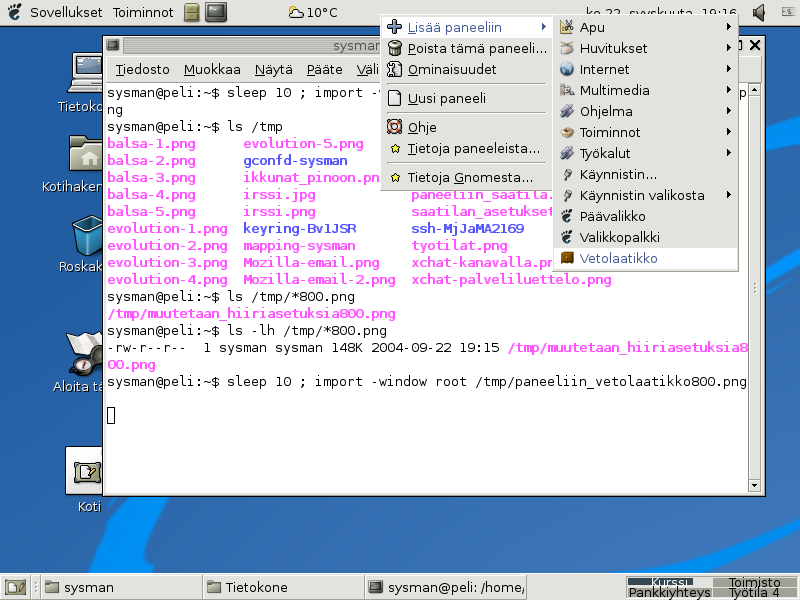 Sovellukset Toiminnot 10°C ke 22. syyskuuta, 19:16
Lisää paneeliin
Poista tämä paneeli...
Ominaisuudet
Uusi paneeli
Ohje
Tietoja paneeleista...
Tietoja Gnomesta...
Apu
Huvitukset
Internet
Multimedia
Ohjelma
Toiminnot
Työkalut
Käynnistin...
Käynnistin valikosta
Päävalikko
Valikkopalkki
Vetolaatikko
sysman
Tiedosto Muokkaa Näytä Pääte
sysman@peli:~$ sleep 10 ; import
ng
sysman@peli:~$ ls /tmp
balsa-1.png evolution-5.png
balsa-2.png gconfd-sysman
balsa-3.png ikkunat_pinoon.pn
balsa-4.png irssi.jpg paneeliin_saatila.
balsa-5.png irssi.png saatilan_asetukset
evolution-1.png keyring-Bv1JSR ssh-MjJaMA2169
evolution-2.png mapping-sysman tyotilat.png
evolution-3.png Mozilla-email.png xchat-kanavalla.pn
evolution-4.png Mozilla-email-2.png xchat-palveliluettelo.png
sysman@peli:~$ ls /tmp/*800.png
/tmp/muutetaan_hiiriasetuksia800.png
sysman@peli:~$ ls -lh /tmp/*800.png
-rw-r--r-- 1 sysman sysman 148K 2004-09-22 19:15 /tmp/muutetaan_hiiriasetuksia8
00.png
sysman@peli:~$ sleep 10 ; import -window root /tmp/paneeliin_vetolaatikko800.png
Tietoko
Kotihaken
Roskak
Aloita tä
Koti
sysman Tietokone sysman@peli: /home/
Kurssi Toimisto
Pankkiyhteys Työtila 4